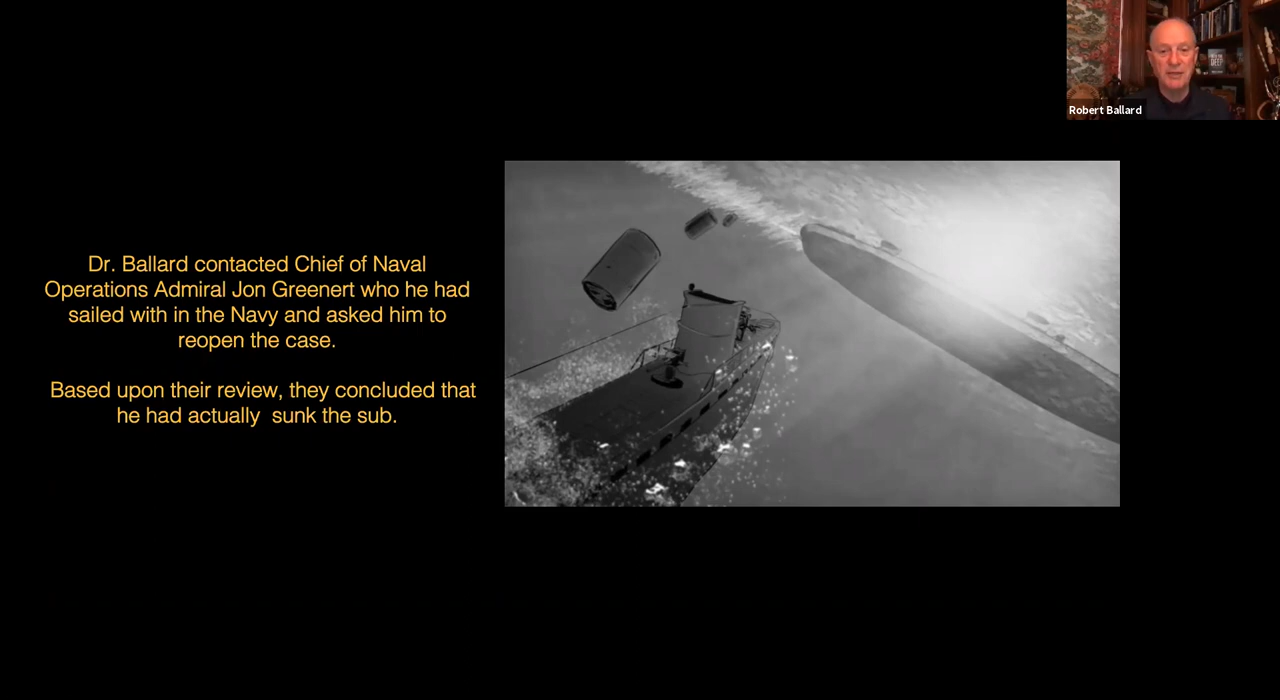 Robert Ballard
Dr. Ballard contacted Chief of Naval
Operations Admiral Jon Greenert who he had
sailed with in the Navy and asked him to
reopen the case.
Based upon their review, they concluded that
he had actually  sunk the sub.